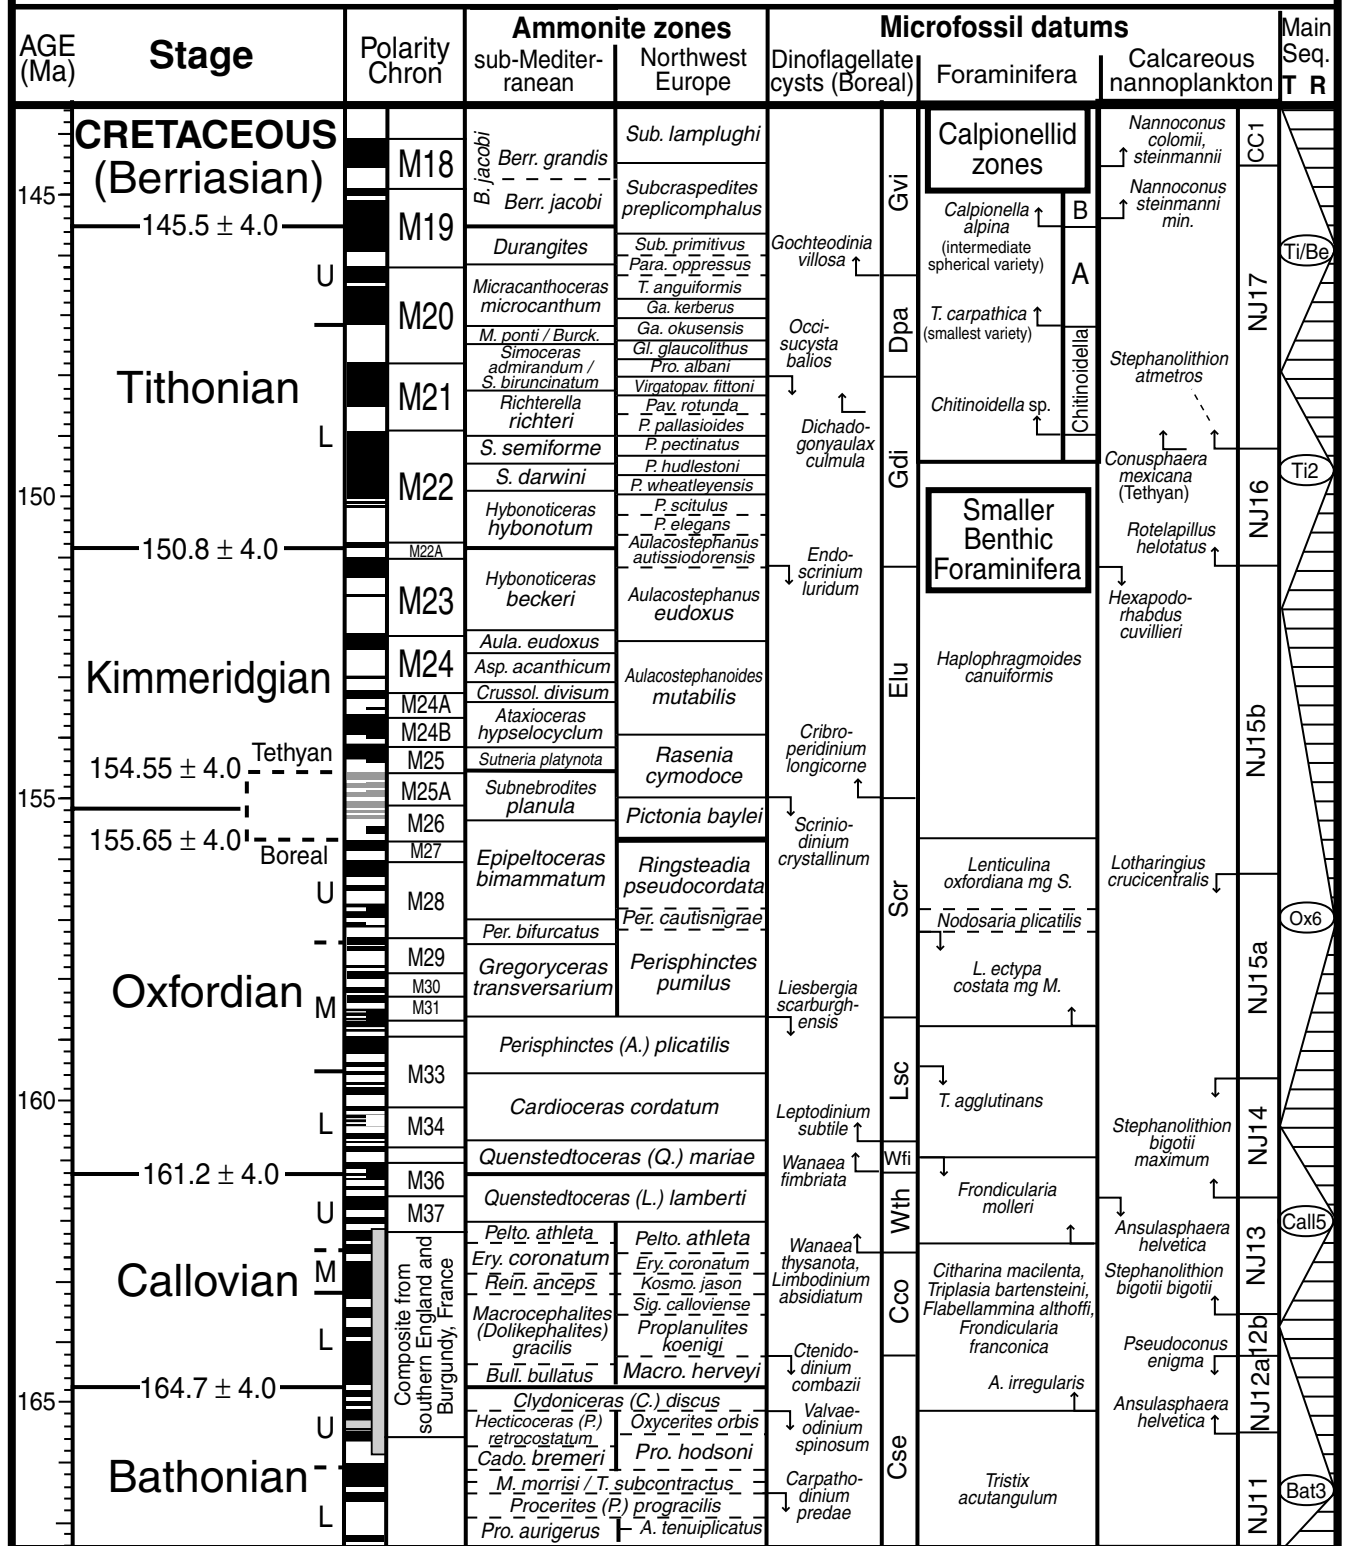 AGE
(Ma)
Stage
Polarity
Chron
Ammonite zones
sub-Mediter-
ranean
Northwest
Europe
Microfossil datums
Dinoflagellate
cysts (Boreal)
Foraminifera
Calcareous
nannoplankton
Main
Seq.
T R
145
150
155
160
165
CRETACEOUS
(Berriasian)
145.5 ± 4.0
U
Tithonian
L
150.8 ± 4.0
Kimmeridgian
Tethyan
154.55 ± 4.0
155.65 ± 4.0
Boreal
U
Oxfordian
M
L
161.2 ± 4.0
U
Callovian
M
L
164.7 ± 4.0
U
Bathonian
L
M18
M19
M20
M21
M22
M22A
M23
M24
M24A
M24B
M25
M25A
M26
M27
M28
M29
M30
M31
M33
M34
M36
M37
Composite from
southern England and
Burgundy, France
B. jacobi
Berr. grandis
Berr. jacobi
Durangites
Micracanthoceras
microcanthum
M. ponti / Burck.
Simoceras
admirandum /
S. biruncinatum
Richterella
richteri
S. semiforme
S. darwini
Hybonoticeras
hybonotum
Hybonoticeras
beckeri
Aula. eudoxus
Asp. acanthicum
Crussol. divisum
Ataxioceras
hypselocyclum
Sutneria platynota
Subnebrodites
planula
Epipeltoceras
bimammatum
Per. bifurcatus
Gregoryceras
transversarium
Perisphinctes (A.) plicatilis
Cardioceras cordatum
Quenstedtoceras (Q.) mariae
Quenstedtoceras (L.) lamberti
Pelto. athleta
Ery. coronatum
Rein. anceps
Macrocephalites
(Dolikephalites)
gracilis
Bull. bullatus
Clydoniceras (C.) discus
Hecticoceras (P.)
retrocostatum
Cado. bremeri
M. morrisi / T. subcontractus
Procerites (P.) progracilis
Pro. aurigerus
Sub. lamplughi
Subcraspedites
preplicomphalus
Sub. primitivus
Para. oppressus
T. anguiformis
Ga. kerberus
Ga. okusensis
Gl. glaucolithus
Pro. albani
Virgatopav. fittoni
Pav. rotunda
P. pallasioides
P. pectinatus
P. hudlestoni
P. wheatleyensis
P. scitulus
P. elegans
Aulacostephanus
autissiodorensis
Aulacostephanus
eudoxus
Aulacostephanoides
mutabilis
Rasenia
cymodoce
Pictonia baylei
Ringsteadia
pseudocordata
Per. cautisnigrae
Perisphinctes
pumilus
Pelto. athleta
Ery. coronatum
Kosmo. jason
Sig. calloviense
Proplanulites
koenigi
Macro. herveyi
Oxycerites orbis
Pro. hodsoni
A. tenuiplicatus
Gochteodinia
villosa
Occi-
sucysta
balios
Dichado-
gonyaulax
culmula
Endo-
scrinium
luridum
Cribro-
peridinium
longicorne
Scrinio-
dinium
crystallinum
Liesbergia
scarburgh-
ensis
Leptodinium
subtile
Wanaea
fimbriata
Wanaea
thysanota,
Limbodinium
absidiatum
Ctenido-
dinium
combazii
Valvae-
odinium
spinosum
Carpatho-
dinium
predae
Gvi
Dpa
Gdi
Elu
Scr
Lsc
Wfi
Wth
Cco
Cse
Calpionellid
zones
Calpionella
alpina
(intermediate
spherical variety)
T. carpathica
(smallest variety)
Chitinoidella sp.
B
A
Chitinoidella
Smaller
Benthic
Foraminifera
Haplophragmoides
canuiformis
Lenticulina
oxfordiana mg S.
Nodosaria plicatilis
L. ectypa
costata mg M.
T. agglutinans
Frondicularia
molleri
Citharina macilenta,
Triplasia bartensteini,
Flabellammina althoffi,
Frondicularia
franconica
A. irregularis
Tristix
acutangulum
Nannoconus
colomii,
steinmannii
Nannoconus
steinmanni
min.
Stephanolithion
atmetros
Conusphaera
mexicana
(Tethyan)
Rotelapillus
helotatus
Hexapodo-
rhabdus
cuvillieri
Lotharingius
crucicentralis
Stephanolithion
bigotii
maximum
Ansulasphaera
helvetica
Stephanolithion
bigotii bigotii
Pseudoconus
enigma
Ansulasphaera
helvetica
CC1
NJ17
NJ16
NJ15b
NJ15a
NJ14
NJ13
12b
NJ12a
NJ11
Ti/Be
Ti2
Ox6
Call5
Bat3